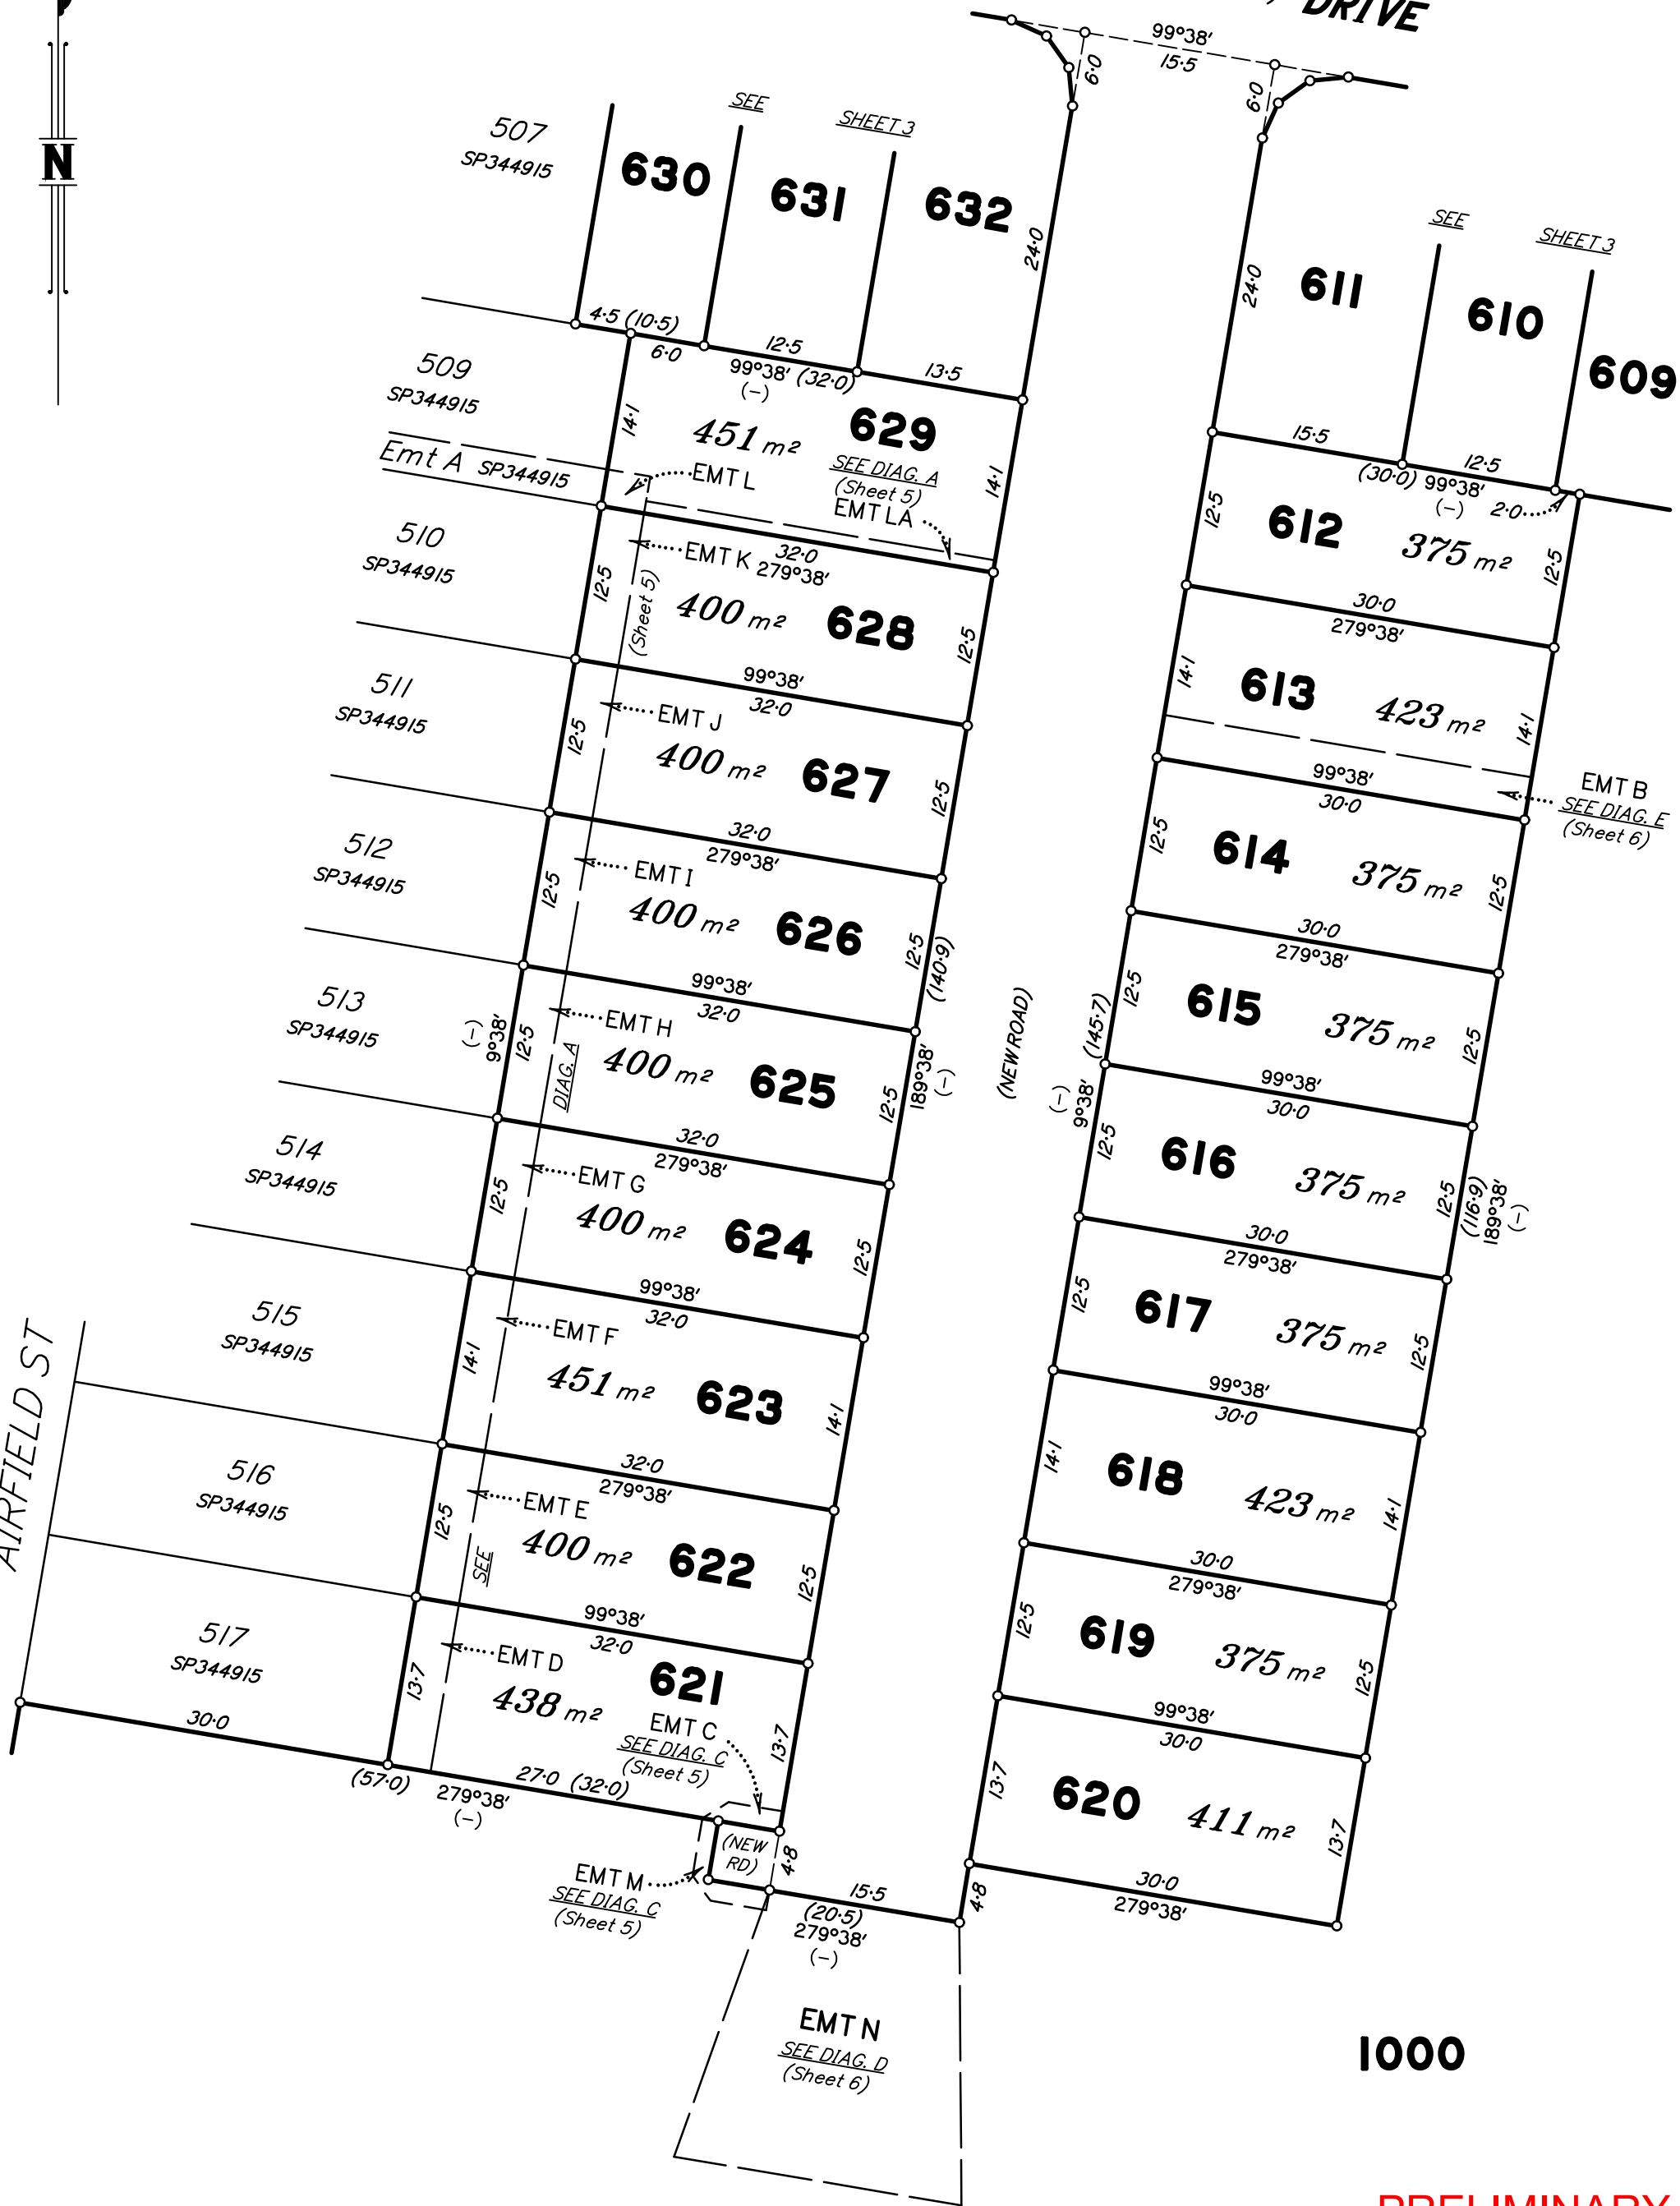 DRIVE
99°38′
15·5
6·0
6·0
N
507
SP344915
SEE
SHEET 3
630
631
632
24·0
SEE
SHEET 3
611
610
609
24·0
4·5 (10·5)
6·0
12·5
99°38′ (32·0)
(–)
13·5
509
SP344915
14·1
451 m²
629
SEE DIAG. A
(Sheet 5)
14·1
Emt A SP344915
EMT L
EMT LA
15·5
12·5
(30·0) 99°38′
(–)
2·0
12·5
612
375 m²
12·5
510
SP344915
12·5
EMT K
32·0
279°38′
(Sheet 5)
400 m²
628
12·5
30·0
279°38′
14·1
613
423 m²
14·1
511
SP344915
99°38′
32·0
12·5
EMT J
400 m²
627
12·5
99°38′
30·0
EMT B
SEE DIAG. E
(Sheet 6)
512
SP344915
32·0
279°38′
12·5
EMT I
400 m²
626
12·5
(140·9)
12·5
614
375 m²
12·5
30·0
279°38′
513
SP344915
(–)
9°38′
12·5
99°38′
32·0
EMT H
DIAG. A
400 m²
625
12·5
189°38′
(–)
(NEW ROAD)
(145·7)
(–)
9°38′
12·5
615
375 m²
12·5
99°38′
30·0
514
SP344915
12·5
32·0
279°38′
EMT G
400 m²
624
12·5
12·5
616
375 m²
12·5
(116·9)
189°38′
(–)
30·0
279°38′
AIRFIELD ST
515
SP344915
14·1
99°38′
32·0
EMT F
451 m²
623
14·1
12·5
617
375 m²
12·5
99°38′
30·0
516
SP344915
12·5
32·0
279°38′
EMT E
SEE
400 m²
622
12·5
14·1
618
423 m²
14·1
30·0
279°38′
517
SP344915
13·7
99°38′
32·0
EMT D
438 m²
621
EMT C
SEE DIAG. C
(Sheet 5)
13·7
12·5
619
375 m²
12·5
99°38′
30·0
30·0
(57·0)
279°38′
(–)
27·0 (32·0)
(NEW
RD)
4·8
13·7
620
411 m²
13·7
EMT M
SEE DIAG. C
(Sheet 5)
15·5
(20·5)
279°38′
(–)
4·8
30·0
279°38′
EMT N
SEE DIAG. D
(Sheet 6)
1000